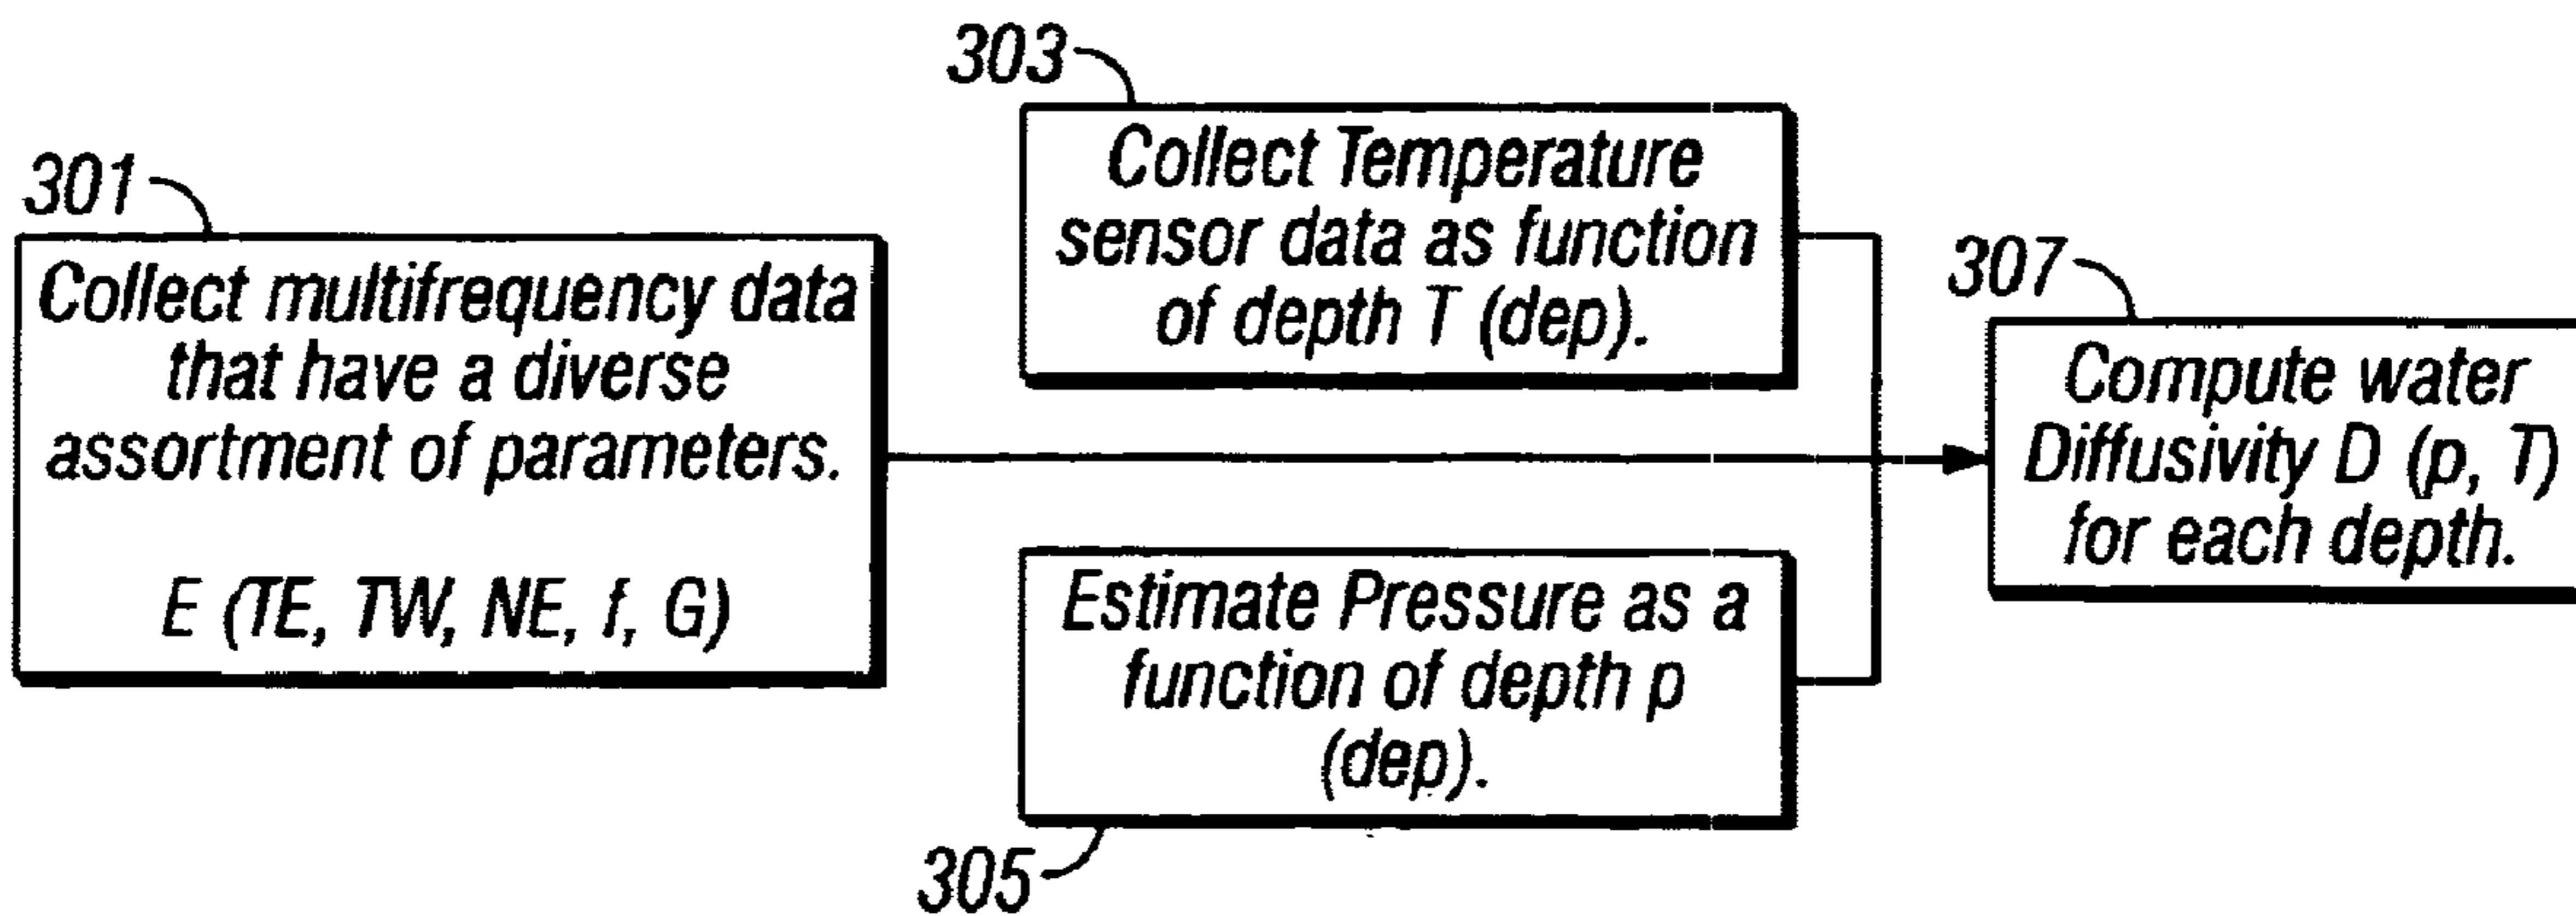 301
Collect multifrequency data
that have a diverse
assortment of parameters.
E (TE, TW, NE, f, G)
303
Collect Temperature
sensor data as function
of depth T (dep).
305
Estimate Pressure as a
function of depth p
(dep).
307
Compute water
Diffusivity D (p, T)
for each depth.